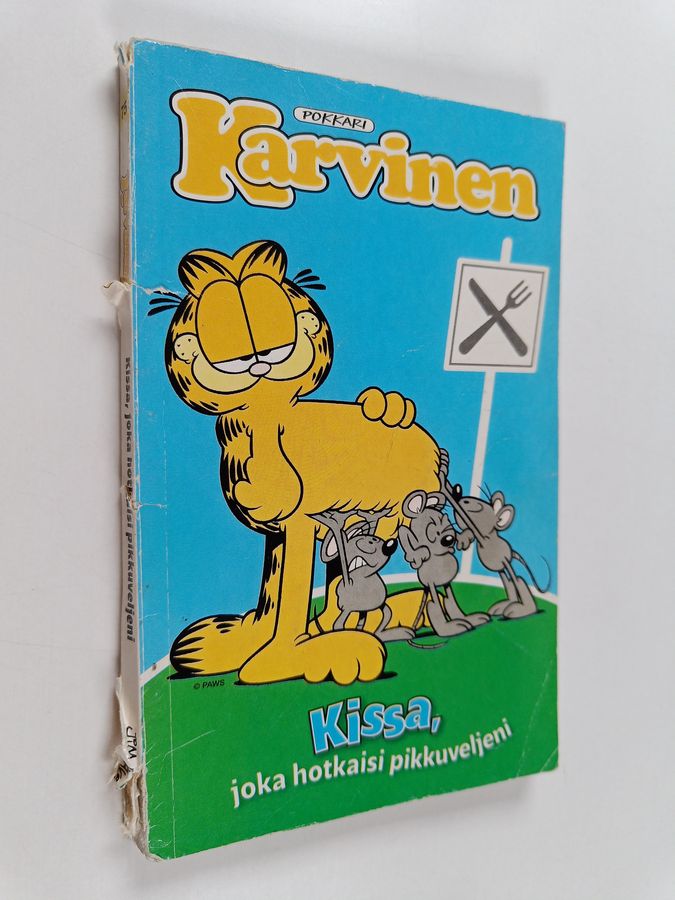 POKKARI
Karvinen
© PAWS
Kissa,
joka hotkaisi pikkuveljeni
Kissa, joka hotkaisi pikkuveljeni